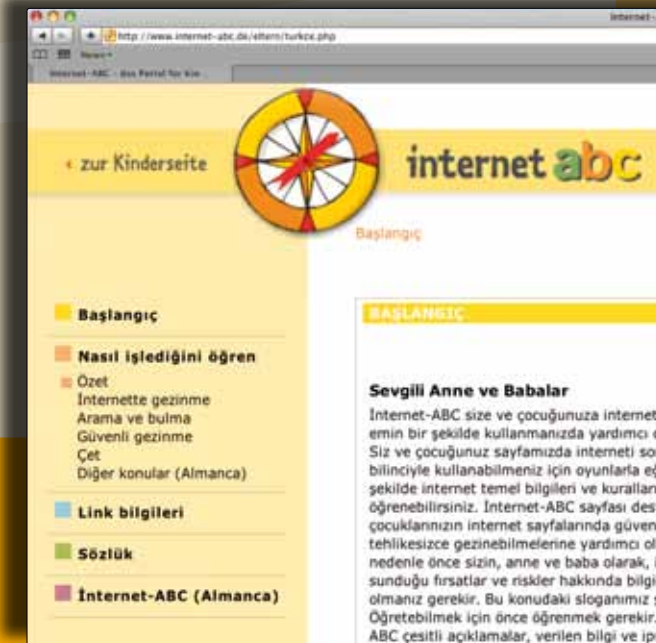 http://www.internet-abc.de/eltern/turkce.php
News
Internet-ABC - das Portal für Kin
‹ zur Kinderseite
internet abc
Başlangıç
Başlangıç
Nasıl işlediğini öğren
Özet
İnternette gezinme
Arama ve bulma
Güvenli gezinme
Çet
Diğer konular (Almanca)
Link bilgileri
Sözlük
İnternet-ABC (Almanca)
BAŞLANGIÇ
Sevgili Anne ve Babalar
İnternet-ABC size ve çocuğunuza internet
emin bir şekilde kullanmanızda yardımcı
Siz ve çocuğunuz sayfamızda interneti
bilinciyle kullanabilmeniz için oyunlarla
şekilde internet temel bilgileri ve kuralları
öğrenebilirsiniz. İnternet-ABC sayfası
çocuklarınızın internet sayfalarında
tehlikesizce gezinebilmelerine yardımcı
nedenle önce sizin, anne ve baba olarak,
sunduğu fırsatlar ve riskler hakkında
olmanız gerekir. Bu konudaki sloganımız
Öğretebilmek için önce öğrenmek gerekir.
ABC çeşitli açıklamalar, verilen bilgi ve